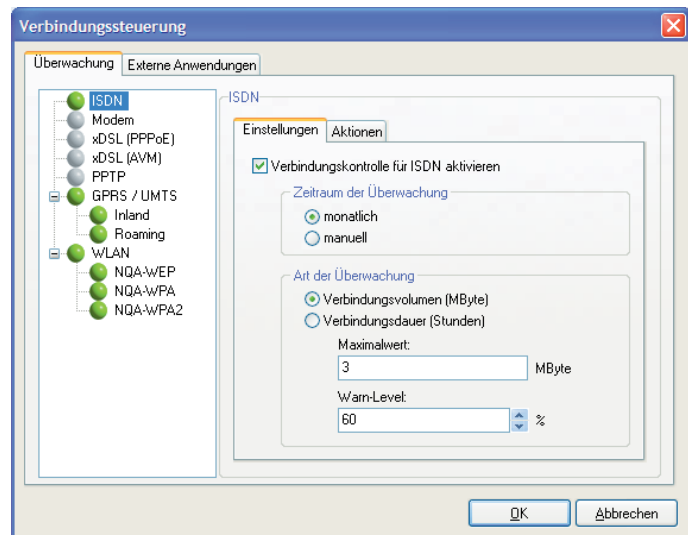 Verbindungssteuerung
Überwachung
Externe Anwendungen
ISDN
Modem
xDSL (PPPoE)
xDSL (AVM)
PPTP
GPRS / UMTS
Inland
Roaming
WLAN
NQA-WEP
NQA-WPA
NQA-WPA2
ISDN
Einstellungen
Aktionen
Verbindungskontrolle für ISDN aktivieren
Zeitraum der Überwachung
monatlich
manuell
Art der Überwachung
Verbindungsvolumen (MByte)
Verbindungsdauer (Stunden)
Maximalwert:
3 MByte
Warn-Level:
60 %
OK
Abbrechen